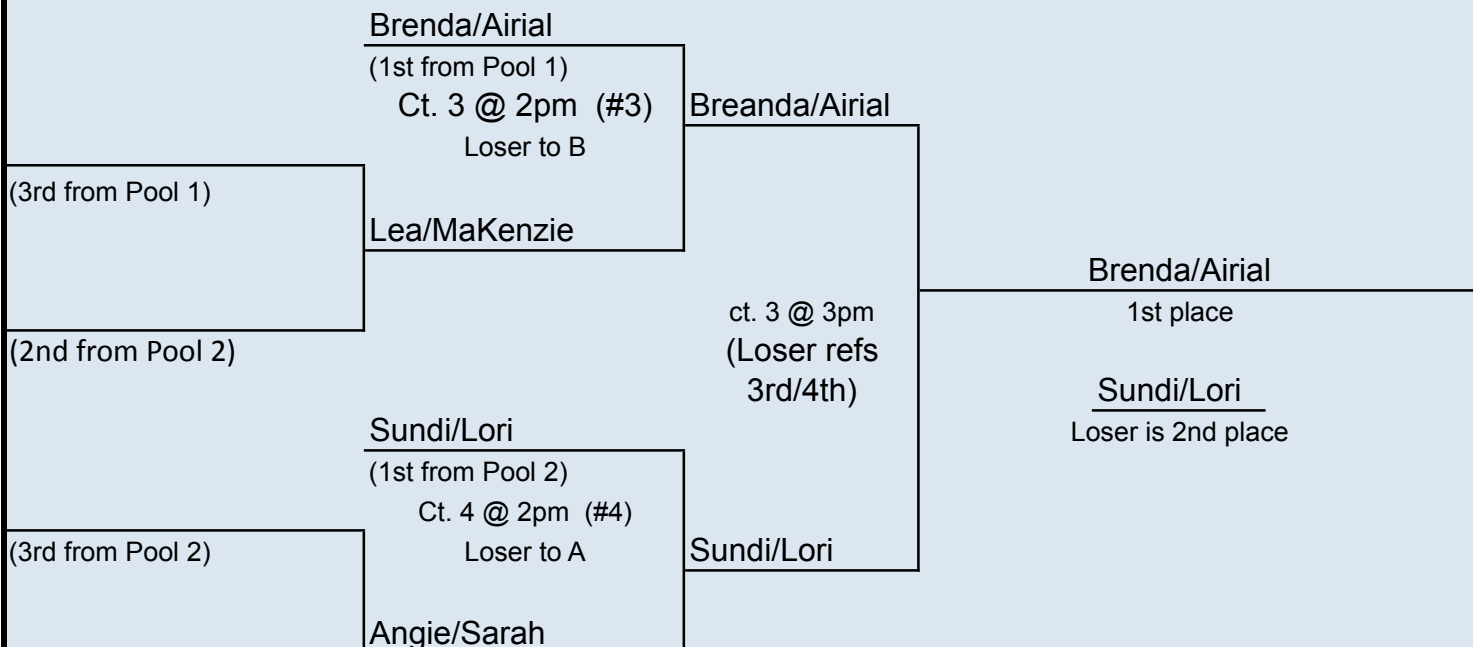 Brenda/Airial
(1st from Pool 1)
Ct. 3 @ 2pm (#3)
Breanda/Airial
Loser to B
(3rd from Pool 1)
Lea/MaKenzie
Brenda/Airial
ct. 3 @ 3pm
1st place
(2nd from Pool 2)
(Loser refs
3rd/4th)
Sundi/Lori
Loser is 2nd place
Sundi/Lori
(1st from Pool 2)
Ct. 4 @ 2pm (#4)
(3rd from Pool 2)
Loser to A
Sundi/Lori
Angie/Sarah